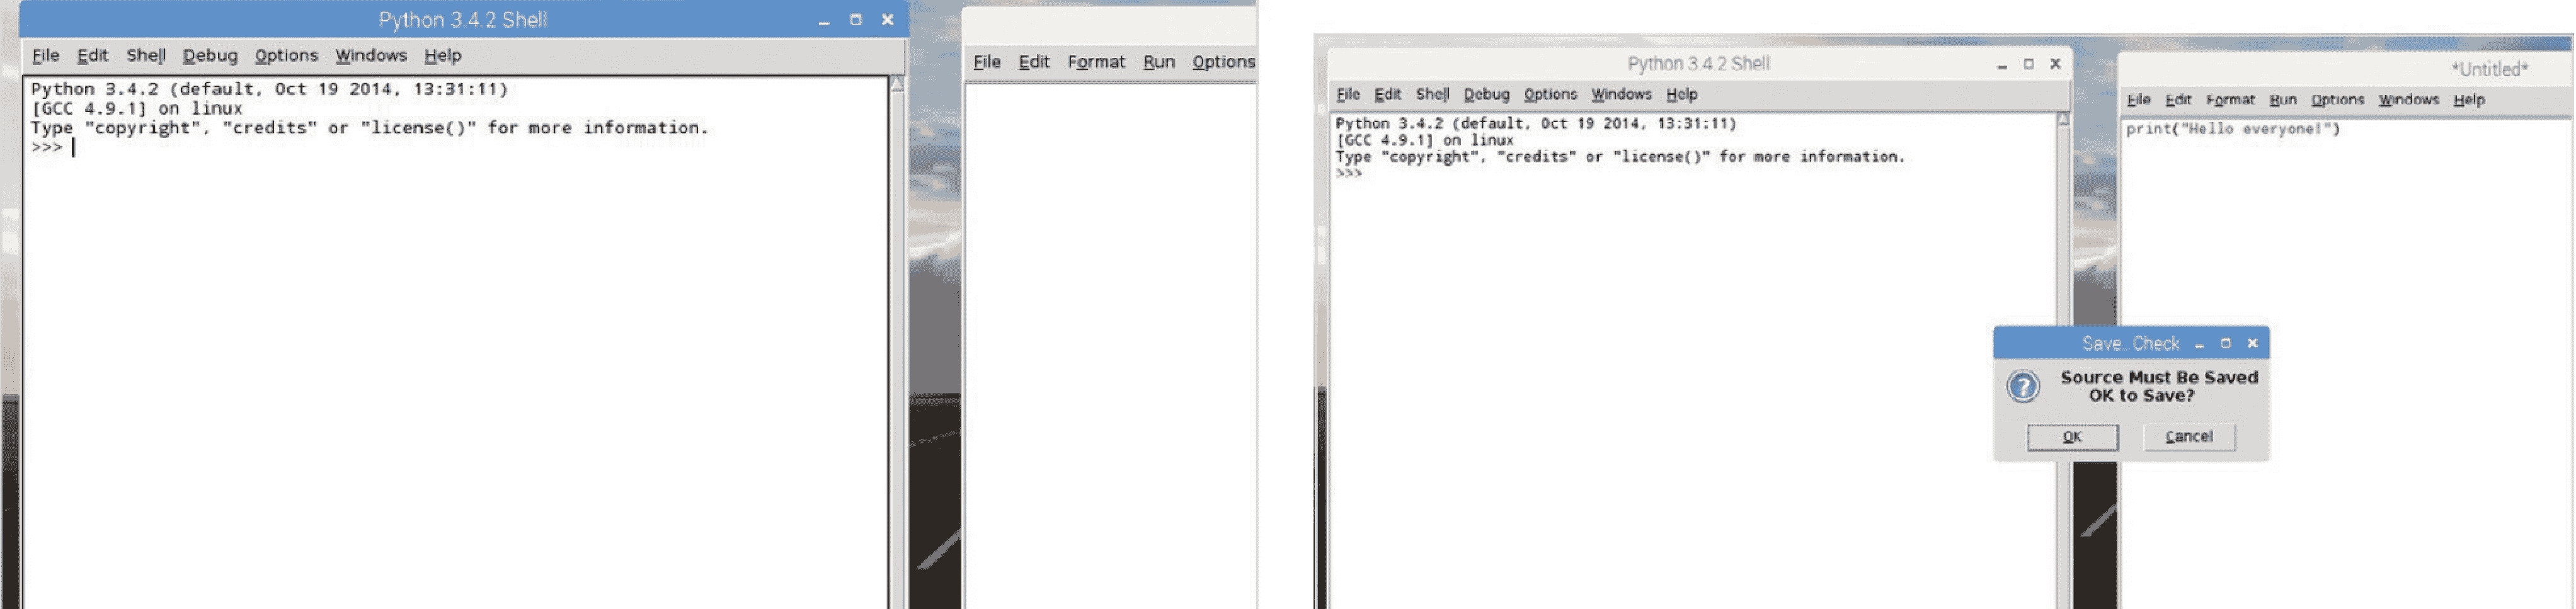 Python 3.4.2 Shell
File Edit Shell Debug Options Windows Help
Python 3.4.2 (default, Oct 19 2014, 13:31:11)
[GCC 4.9.1] on linux
Type "copyright", "credits" or "license()" for more information.
>>>
File Edit Format Run Options
Python 3.4.2 Shell
File Edit Shell Debug Options Windows Help
Python 3.4.2 (default, Oct 19 2014, 13:31:11)
[GCC 4.9.1] on linux
Type "copyright", "credits" or "license()" for more information.
>>>
*Untitled*
File Edit Format Run Options Windows Help
print("Hello everyone!")
Save.. Check
Source Must Be Saved
OK to Save?
OK Cancel